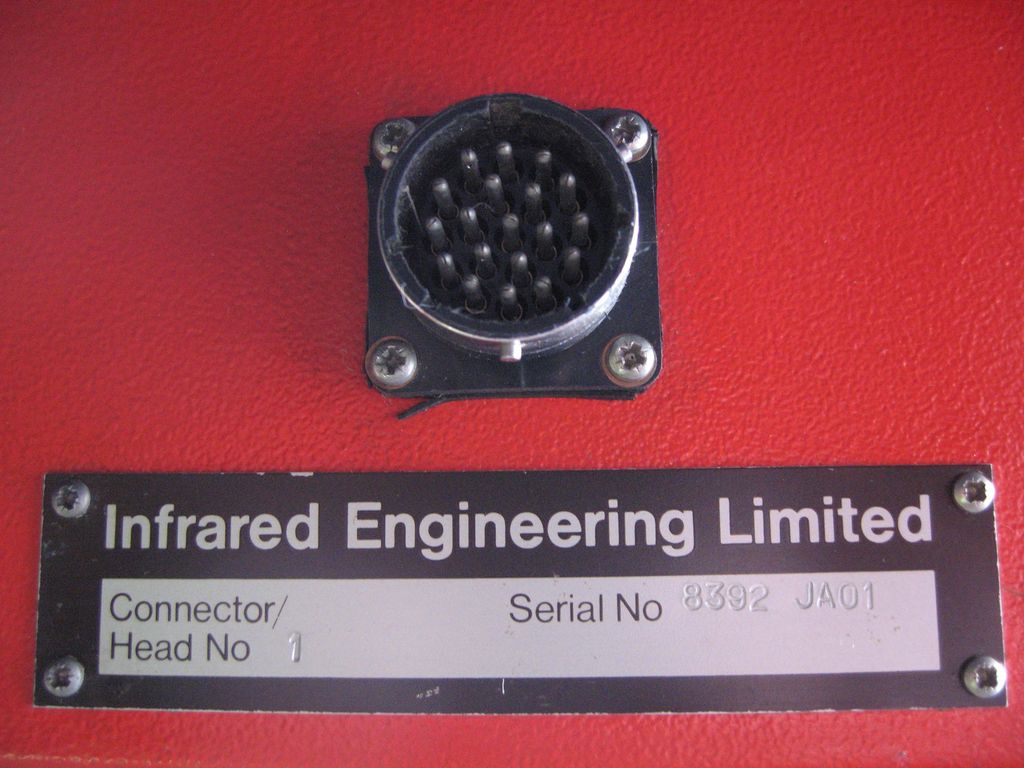 Infrared Engineering Limited
Connector/ Serial No 8392 JA01
Head No 1